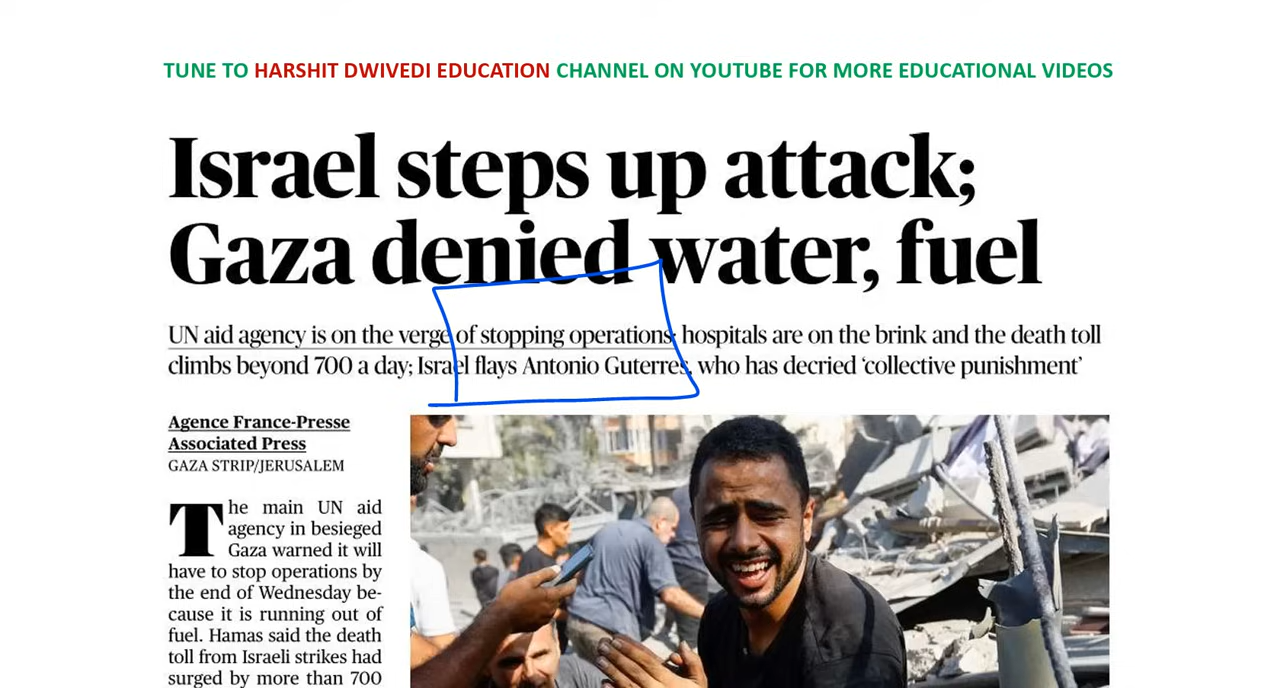 TUNE TO HARSHIT DWIVEDI EDUCATION CHANNEL ON YOUTUBE FOR MORE EDUCATIONAL VIDEOS
Israel steps up attack;
Gaza denied water, fuel
UN aid agency is on the verge of stopping operations; hospitals are on the brink and the death toll
climbs beyond 700 a day; Israel flays Antonio Guterres, who has decried ‘collective punishment’
Agence France-Presse
Associated Press
GAZA STRIP/JERUSALEM
The main UN aid
agency in besieged
Gaza warned it will
have to stop operations by
the end of Wednesday be-
cause it is running out of
fuel. Hamas said the death
toll from Israeli strikes had
surged by more than 700